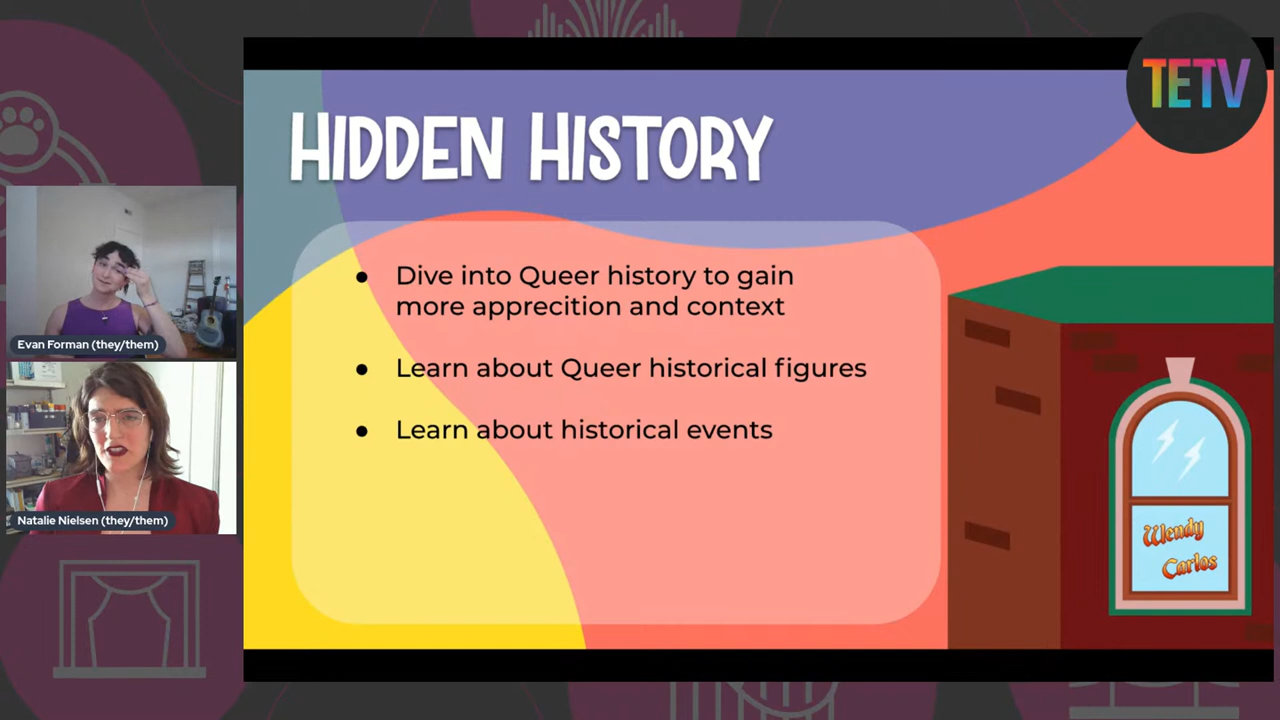 TETV
HIDDEN HISTORY
Dive into Queer history to gain
more apprecition and context
Learn about Queer historical figures
Learn about historical events
Wendy
Carlos
Evan Forman (they/them)
Natalie Nielsen (they/them)